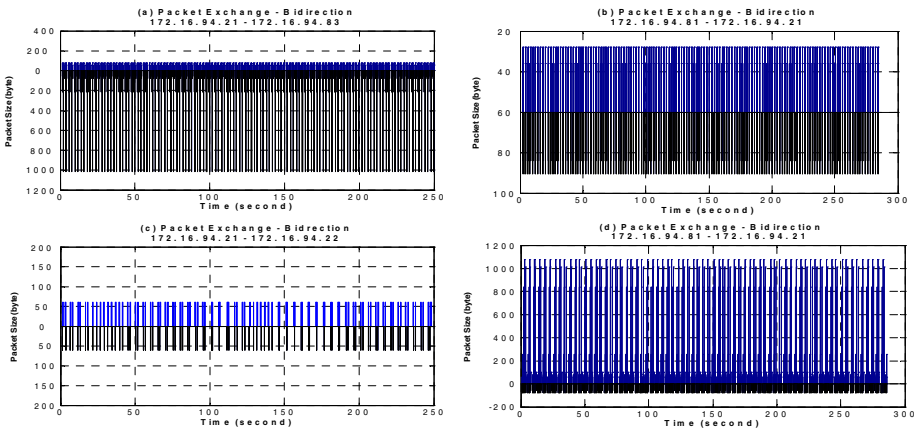 (a) Packet Exchange - Bidirection
172.16.94.21 - 172.16.94.83
400
200
0
200
400
600
800
1000
1200
Packet Size (byte)
0 50 100 150 200 250
Time (second)
(b) Packet Exchange - Bidirection
172.16.94.81 - 172.16.94.21
20
40
60
80
100
Packet Size (byte)
0 50 100 150 200 250 300
Time (second)
(c) Packet Exchange - Bidirection
172.16.94.21 - 172.16.94.22
200
150
100
50
0
50
100
150
200
Packet Size (byte)
0 50 100 150 200 250
Time (second)
(d) Packet Exchange - Bidirection
172.16.94.81 - 172.16.94.21
1200
1000
800
600
400
200
0
-200
Packet Size (byte)
0 50 100 150 200 250 300
Time (second)